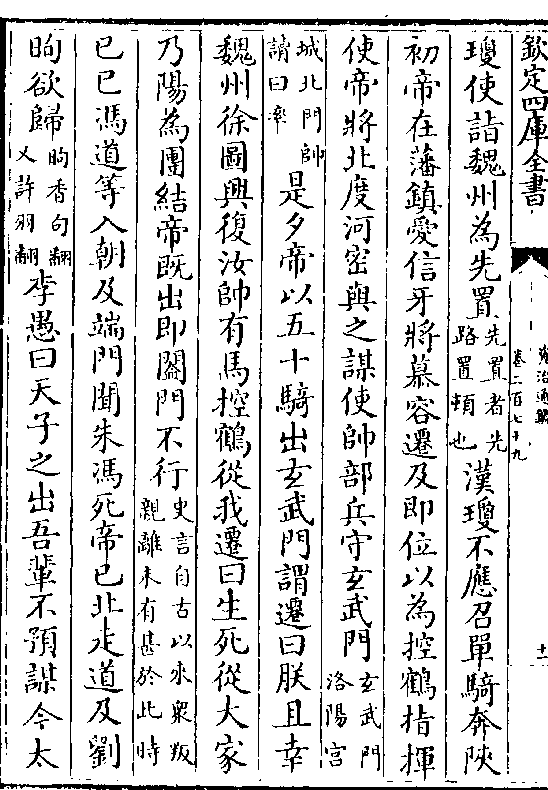 欽定四庫全書
資治通鑑
卷二百七十九
十一
瓊使詣魏州為先置先置者先路置頓也漢瓊不應召單騎奔陜
初帝在藩鎮愛信牙將慕容遷及即位以為控鶴指揮
使帝將北度河密與之謀使帥部兵守玄武門玄武門洛陽宮
城北門帥讀曰率是夕帝以五十騎出玄武門謂遷曰朕且幸
魏州徐圖興復汝帥有馬控鶴從我遷曰生死從大家
乃陽為團結帝既出即闔門不行史言自古以來衆叛親離未有甚於此時
己巳馮道等入朝及端門聞朱馮死帝已北走道及劉
昫欲歸昫香句翻又許羽翻李愚曰天子之出吾輩不預謀今太